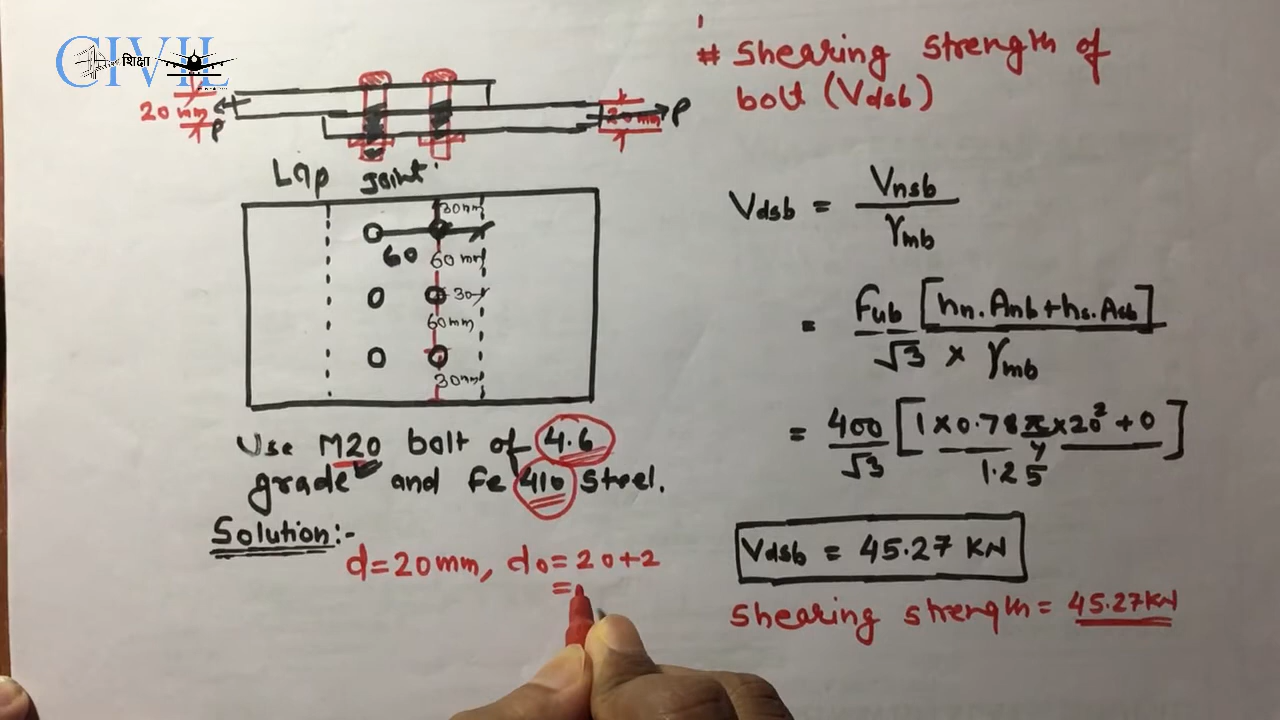 CIVIL
शिक्षा
20 mm
P
20 mm
P
Lap Joint
30mm
60
60 mm
30
60mm
30mm
Use M20 bolt of 4.6
grade and Fe 410 Steel.
Solution:-
d=20mm, do=20+2
=
# Shearing strength of
bolt (Vdsb)
Vdsb = Vnsb / γmb
= Fub/√3 [nn.Anb+ns.Asb] / × γmb
= 400/√3 [1×0.78 π/4 ×20²+0] / 1.25
Vdsb = 45.27 KN
Shearing strength = 45.27KN